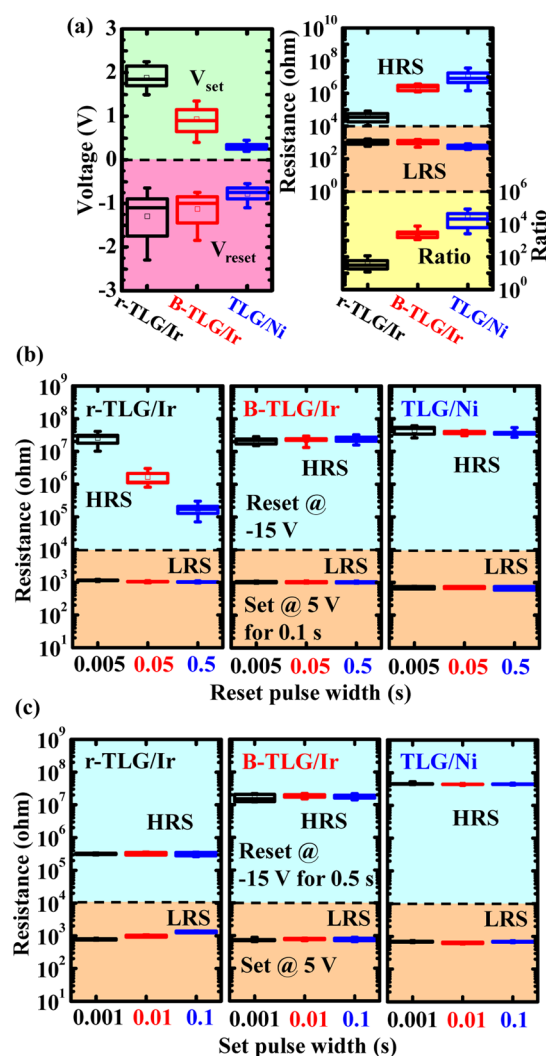 (a)
3
2
1
0
-1
-2
-3
Voltage (V)
V_set
V_reset
r-TLG/Ir
B-TLG/Ir
TLG/Ni
10^10
10^8
10^6
10^4
10^2
10^0
Resistance (ohm)
HRS
LRS
Ratio
10^6
10^4
10^2
10^0
Ratio
r-TLG/Ir
B-TLG/Ir
TLG/Ni
(b)
10^9
10^8
10^7
10^6
10^5
10^4
10^3
10^2
10^1
Resistance (ohm)
r-TLG/Ir
HRS
LRS
B-TLG/Ir
HRS
Reset @
-15 V
LRS
Set @ 5 V
for 0.1 s
TLG/Ni
HRS
LRS
0.005 0.05 0.5
0.005 0.05 0.5
0.005 0.05 0.5
Reset pulse width (s)
(c)
10^9
10^8
10^7
10^6
10^5
10^4
10^3
10^2
10^1
Resistance (ohm)
r-TLG/Ir
HRS
LRS
B-TLG/Ir
HRS
Reset @
-15 V for 0.5 s
LRS
Set @ 5 V
TLG/Ni
HRS
LRS
0.001 0.01 0.1
0.001 0.01 0.1
0.001 0.01 0.1
Set pulse width (s)